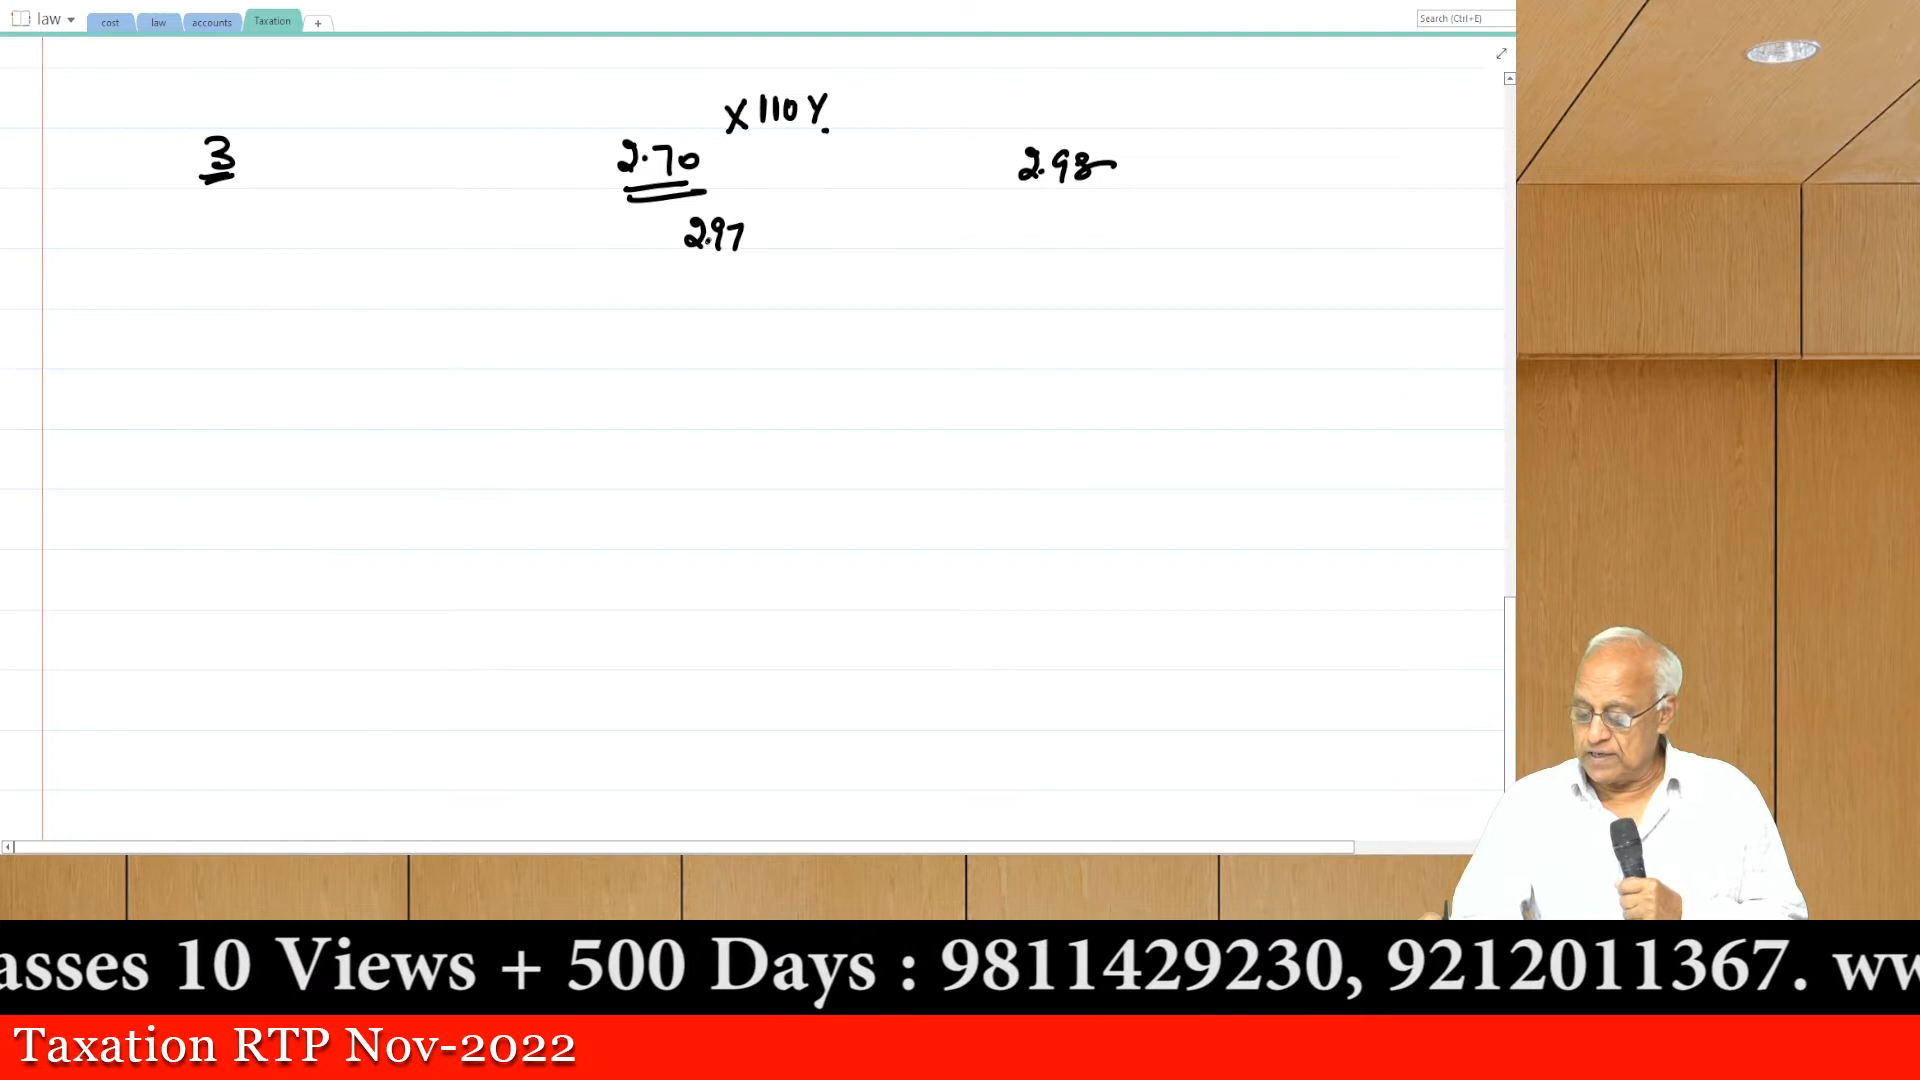 law
cost law accounts Taxation +
Search (Ctrl+E)
X 110 %
3 2.70 2.98
2.97
asses 10 Views + 500 Days : 9811429230, 9212011367. ww
Taxation RTP Nov-2022